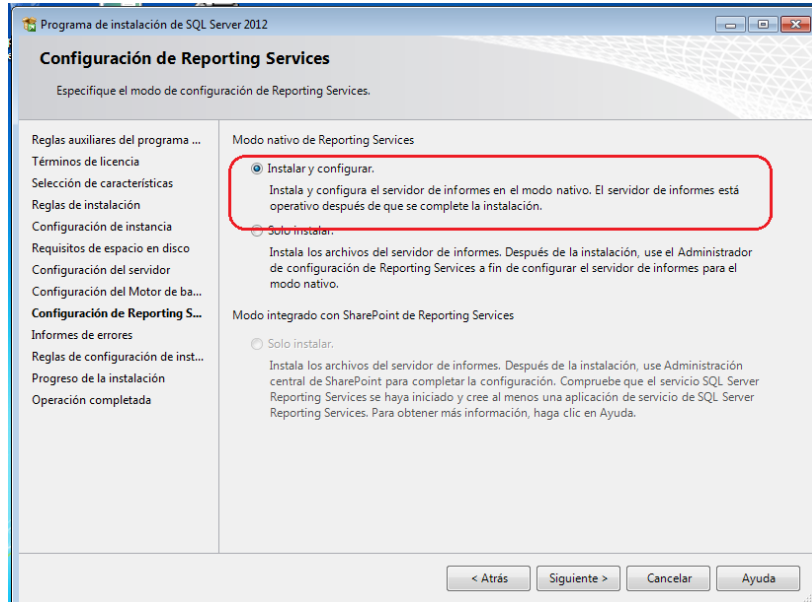 Programa de instalación de SQL Server 2012
Configuración de Reporting Services
Especifique el modo de configuración de Reporting Services.
Reglas auxiliares del programa ...
Términos de licencia
Selección de características
Reglas de instalación
Configuración de instancia
Requisitos de espacio en disco
Configuración del servidor
Configuración del Motor de ba...
Configuración de Reporting S...
Informes de errores
Reglas de configuración de inst...
Progreso de la instalación
Operación completada
Modo nativo de Reporting Services
Instalar y configurar.
Instala y configura el servidor de informes en el modo nativo. El servidor de informes está
operativo después de que se complete la instalación.
Solo instalar.
Instala los archivos del servidor de informes. Después de la instalación, use el Administrador
de configuración de Reporting Services a fin de configurar el servidor de informes para el
modo nativo.
Modo integrado con SharePoint de Reporting Services
Solo instalar.
Instala los archivos del servidor de informes. Después de la instalación, use Administración
central de SharePoint para completar la configuración. Compruebe que el servicio SQL Server
Reporting Services se haya iniciado y cree al menos una aplicación de servicio de SQL Server
Reporting Services. Para obtener más información, haga clic en Ayuda.
< Atrás
Siguiente >
Cancelar
Ayuda